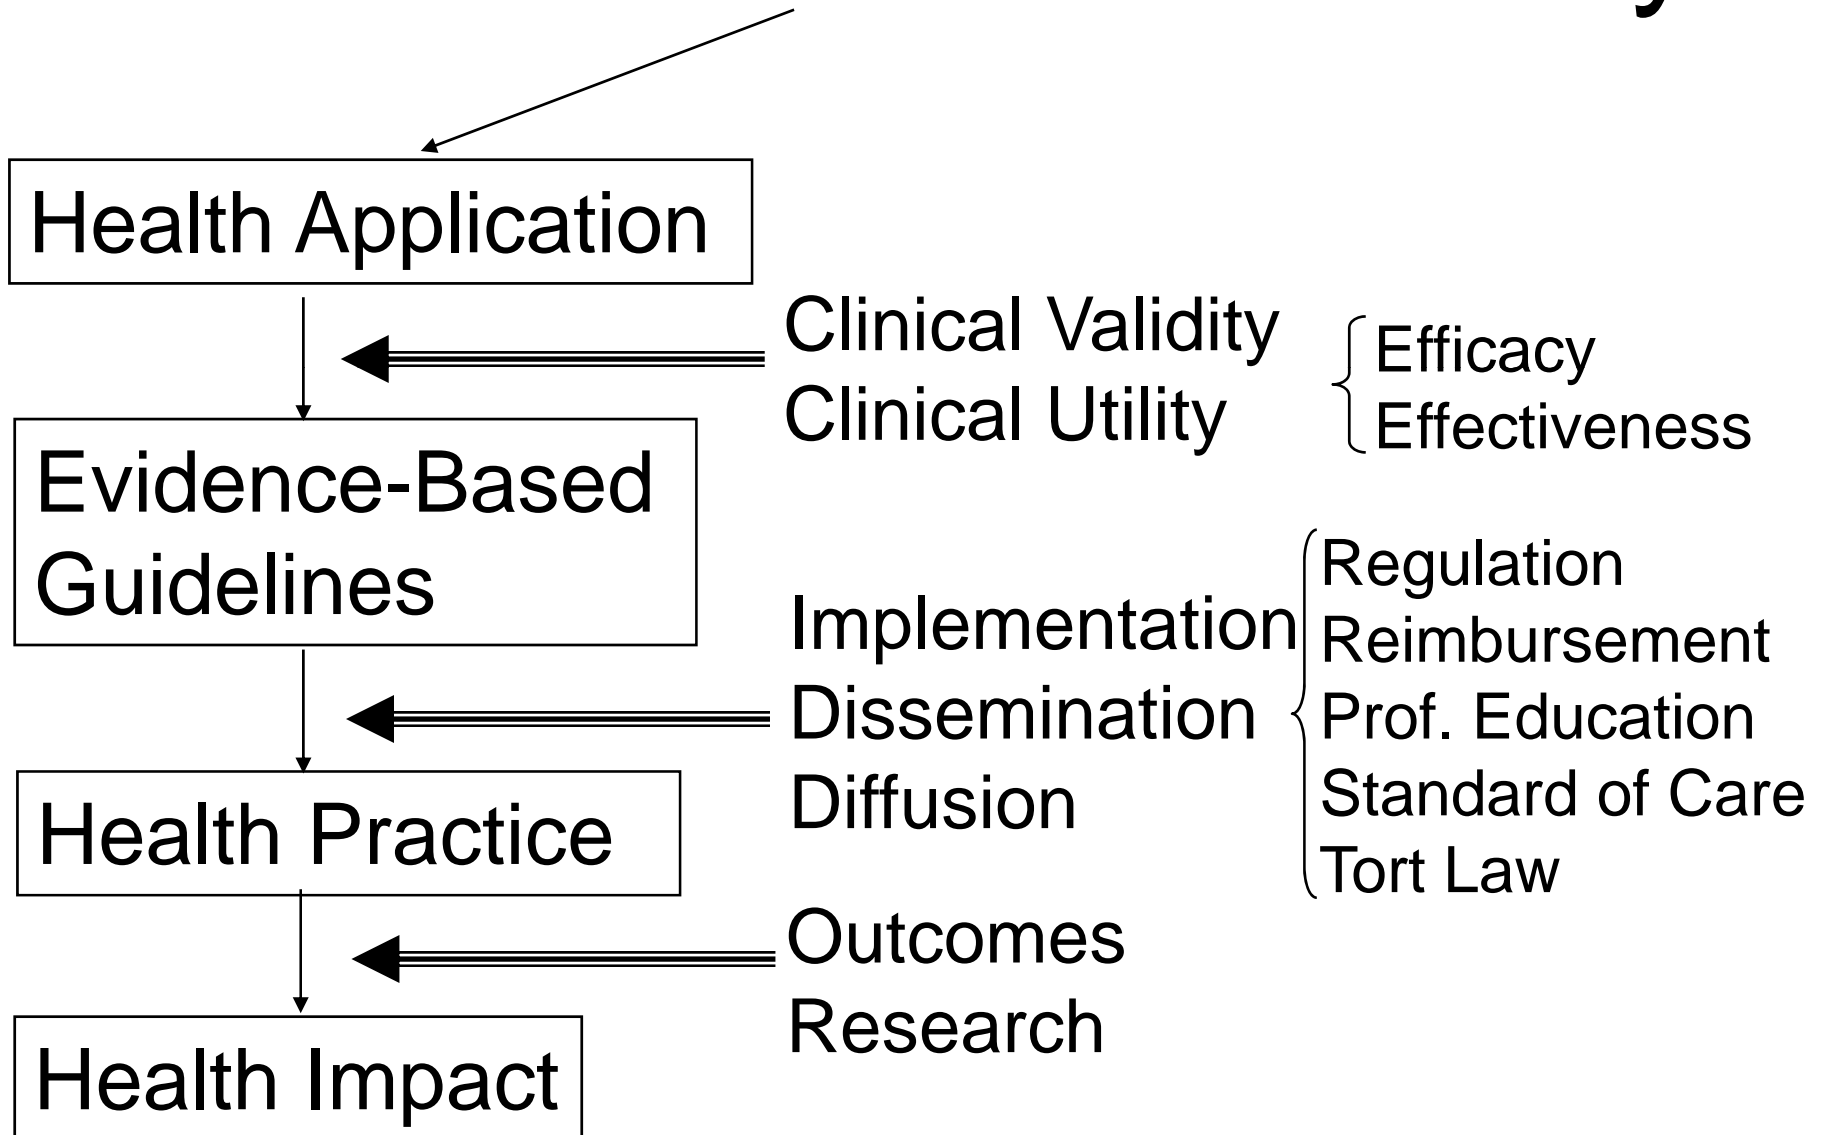 Health Application
Clinical Validity
Clinical Utility
Efficacy
Effectiveness
Evidence-Based
Guidelines
Implementation
Dissemination
Diffusion
Regulation
Reimbursement
Prof. Education
Standard of Care
Tort Law
Health Practice
Outcomes
Research
Health Impact